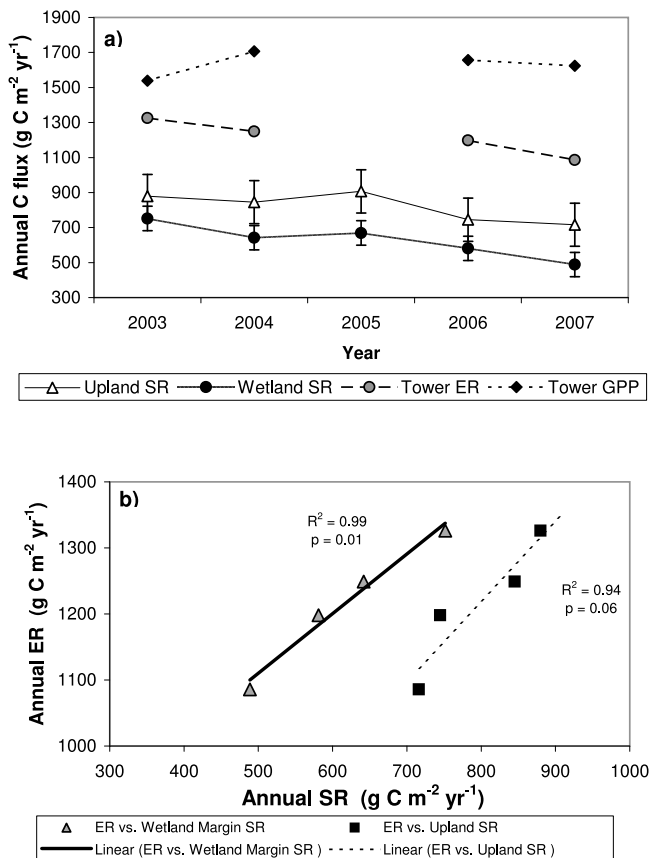 a)
1900
1700
1500
1300
1100
900
700
500
300
Annual C flux (g C m-2 yr-1)
2003 2004 2005 2006 2007
Year
Upland SR Wetland SR Tower ER Tower GPP
b)
1400
1300
1200
1100
1000
Annual ER (g C m-2 yr-1)
R2 = 0.99
p = 0.01
R2 = 0.94
p = 0.06
300 400 500 600 700 800 900 1000
Annual SR (g C m-2 yr-1)
ER vs. Wetland Margin SR ER vs. Upland SR
Linear (ER vs. Wetland Margin SR ) Linear (ER vs. Upland SR )